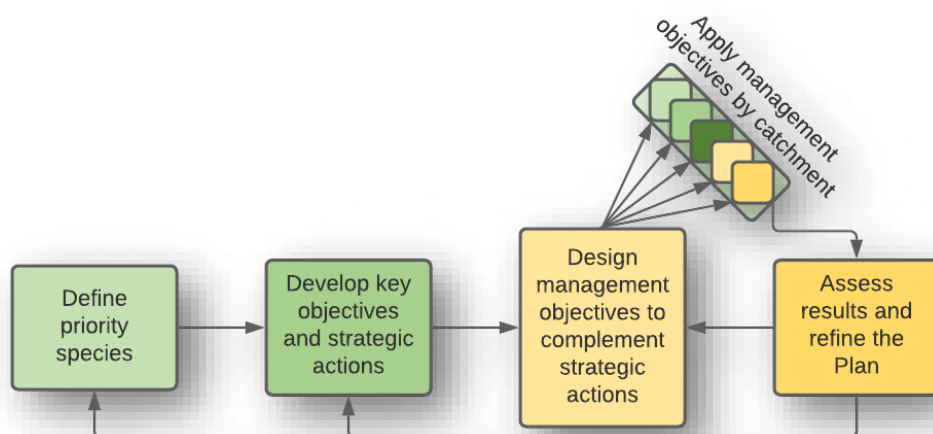 Apply management
objectives by catchment
Define
priority
species
Develop key
objectives
and strategic
actions
Design
management
objectives to
complement
strategic
actions
Assess
results and
refine the
Plan